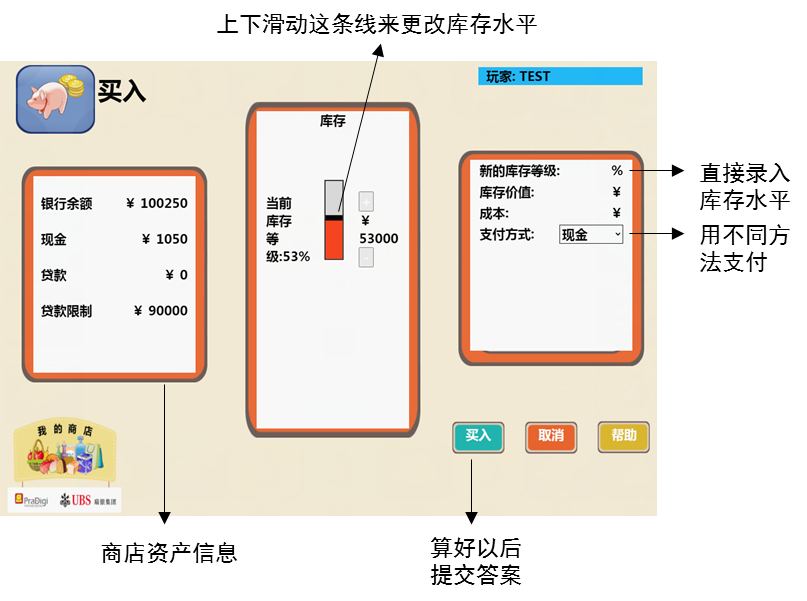 上下滑动这条线来更改库存水平
买入
玩家: TEST
库存
银行余额 ¥ 100250
现金 ¥ 1050
贷款 ¥ 0
贷款限制 ¥ 90000
当前
库存
等
级:53%
+
¥
53000
-
新的库存等级: %
库存价值: ¥
成本: ¥
支付方式: 现金
直接录入
库存水平
用不同方
法支付
我的商店
PraDigi
UBS 瑞银集团
买入
取消
帮助
商店资产信息
算好以后
提交答案